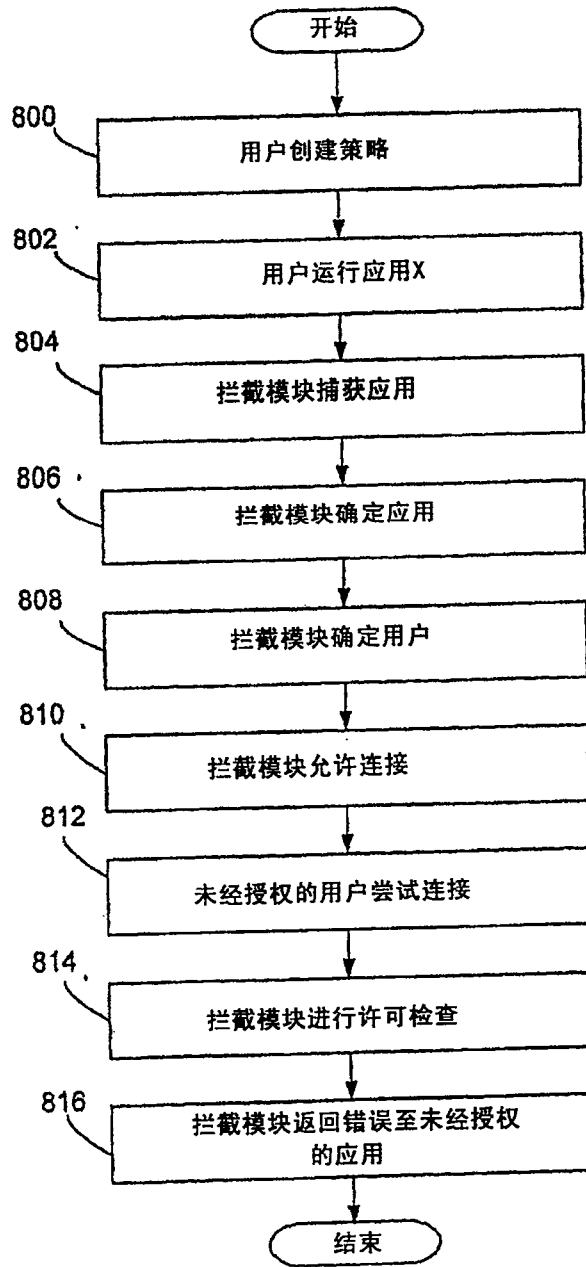 开始
800
用户创建策略
802
用户运行应用X
804
拦截模块捕获应用
806
拦截模块确定应用
808
拦截模块确定用户
810
拦截模块允许连接
812
未经授权的用户尝试连接
814
拦截模块进行许可检查
816
拦截模块返回错误至未经授权
的应用
结束